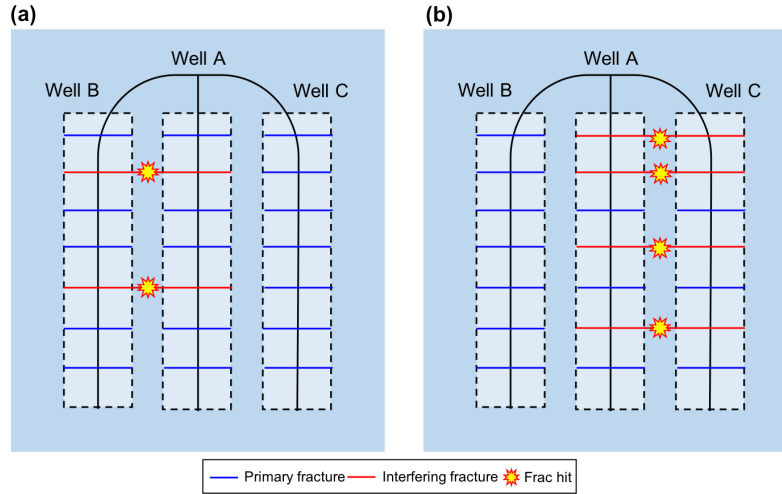 (a)
Well A
Well B
Well C
(b)
Well A
Well B
Well C
Primary fracture
Interfering fracture
Frac hit